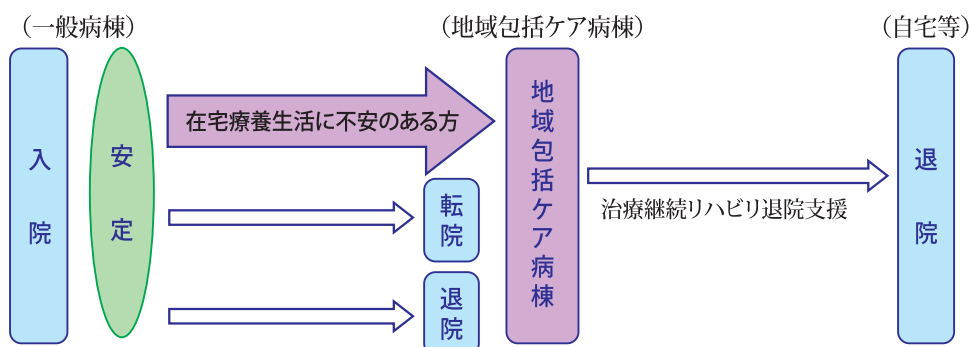 （一般病棟）
（地域包括ケア病棟）
（自宅等）
入院
安定
在宅療養生活に不安のある方
転院
退院
地域包括ケア病棟
治療継続リハビリ退院支援
退院